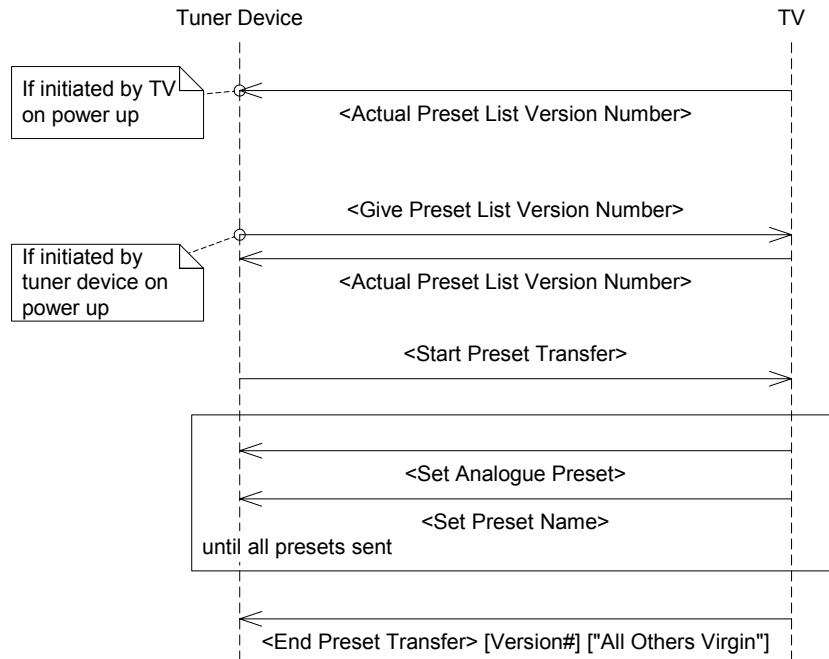 Tuner Device
TV
If initiated by TV
on power up
<Actual Preset List Version Number>
<Give Preset List Version Number>
If initiated by
tuner device on
power up
<Actual Preset List Version Number>
<Start Preset Transfer>
<Set Analogue Preset>
<Set Preset Name>
until all presets sent
<End Preset Transfer> [Version#] ["All Others Virgin"]